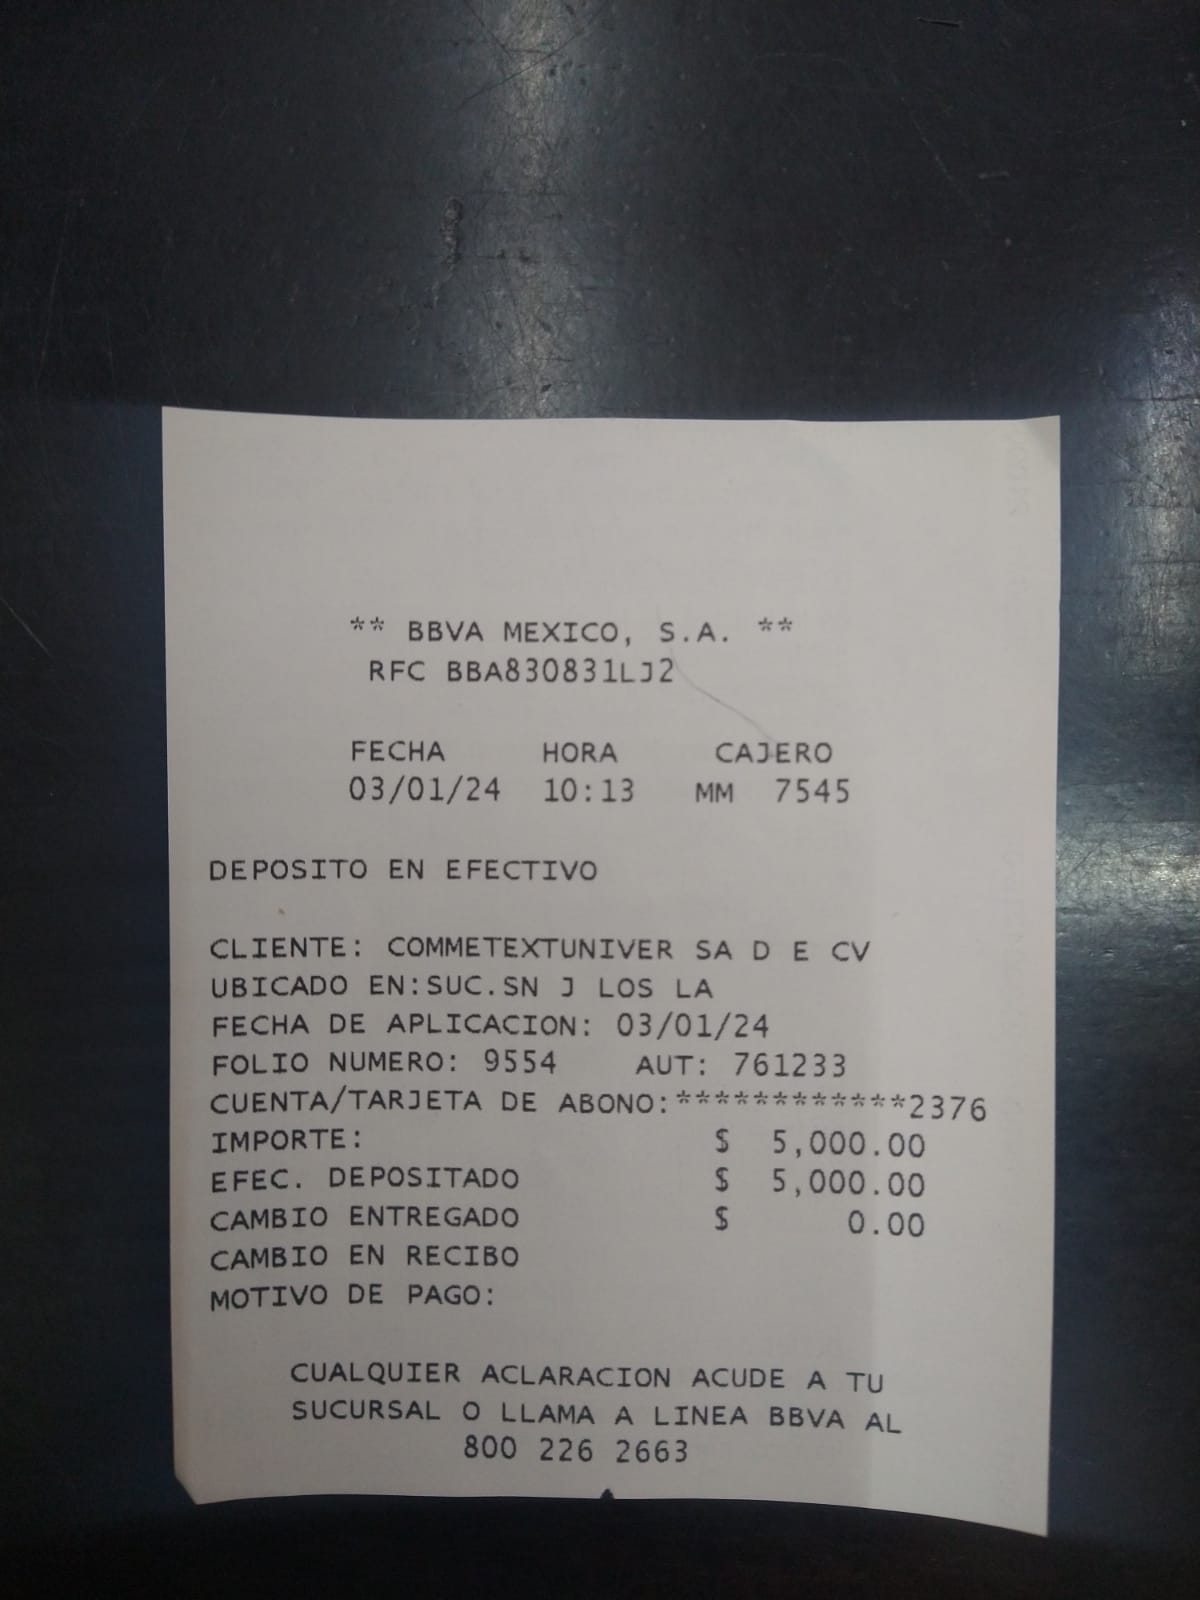 ** BBVA MEXICO, S.A. **
RFC BBA830831LJ2
FECHA HORA CAJERO
03/01/24 10:13 MM 7545
DEPOSITO EN EFECTIVO
CLIENTE: COMMETEXTUNIVER SA D E CV
UBICADO EN:SUC.SN J LOS LA
FECHA DE APLICACION: 03/01/24
FOLIO NUMERO: 9554 AUT: 761233
CUENTA/TARJETA DE ABONO:************2376
IMPORTE: $ 5,000.00
EFEC. DEPOSITADO $ 5,000.00
CAMBIO ENTREGADO $ 0.00
CAMBIO EN RECIBO
MOTIVO DE PAGO:
CUALQUIER ACLARACION ACUDE A TU
SUCURSAL O LLAMA A LINEA BBVA AL
800 226 2663